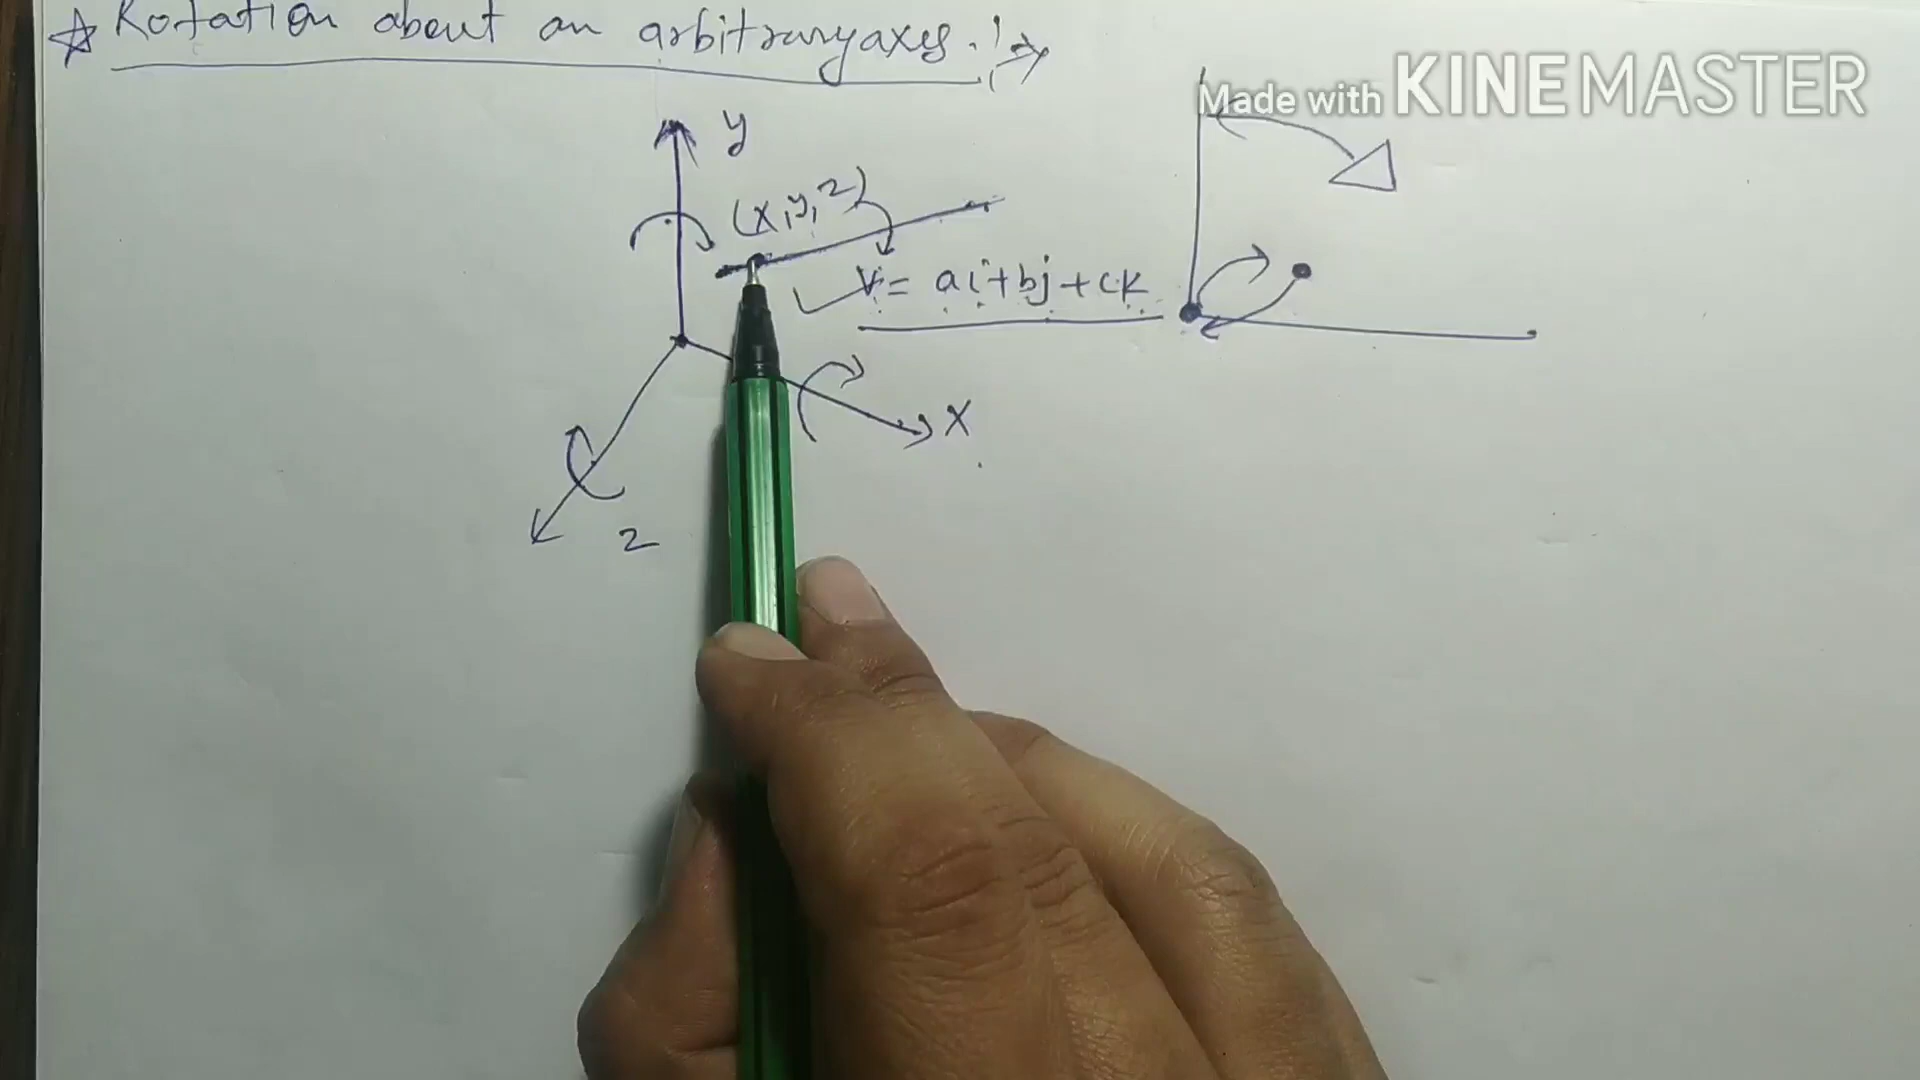 ☆ Rotation about an arbitrary axes. :→
Made with KINEMASTER
y
(x, y, z)
V = ai + bj + ck
x
z